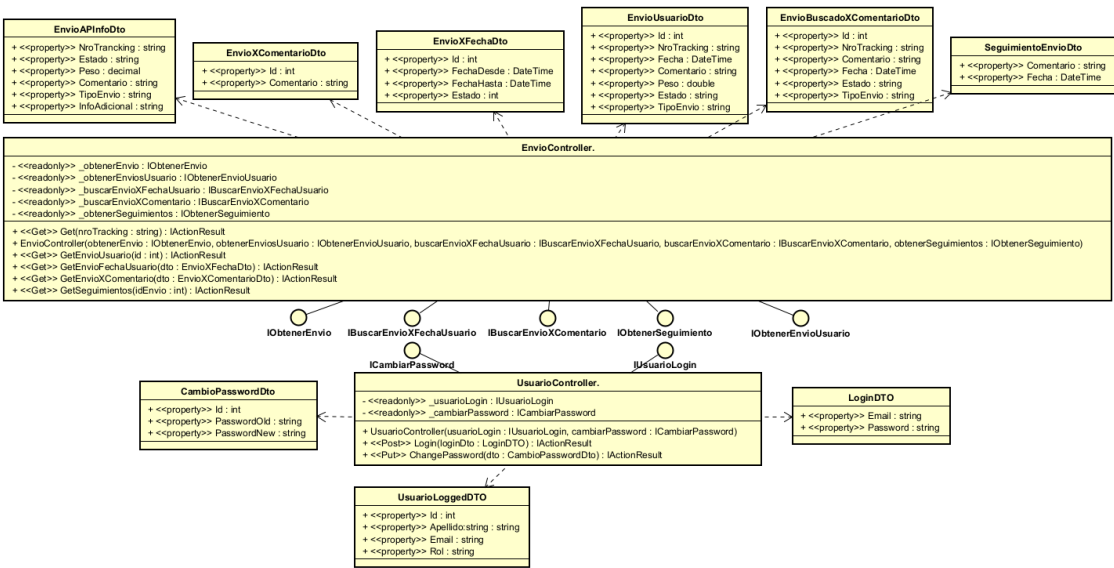 EnvioAPInfoDto
+ <<property>> NroTrancking : string
+ <<property>> Estado : string
+ <<property>> Peso : decimal
+ <<property>> Comentario : string
+ <<property>> TipoEnvio : string
+ <<property>> InfoAdicional : string
EnvioXComentarioDto
+ <<property>> Id : int
+ <<property>> Comentario : string
EnvioXFechaDto
+ <<property>> Id : int
+ <<property>> FechaDesde : DateTime
+ <<property>> FechaHasta : DateTime
+ <<property>> Estado : int
EnvioUsuarioDto
+ <<property>> Id : int
+ <<property>> NroTracking : string
+ <<property>> Fecha : DateTime
+ <<property>> Comentario : string
+ <<property>> Peso : double
+ <<property>> Estado : string
+ <<property>> TipoEnvio : string
EnvioBuscadoXComentarioDto
+ <<property>> Id : int
+ <<property>> NroTracking : string
+ <<property>> Comentario : string
+ <<property>> Fecha : DateTime
+ <<property>> Estado : string
+ <<property>> TipoEnvio : string
SeguimientoEnvioDto
+ <<property>> Comentario : string
+ <<property>> Fecha : DateTime
EnvioController.
- <<readonly>> _obtenerEnvio : IObtenerEnvio
- <<readonly>> _obtenerEnviosUsuario : IObtenerEnvioUsuario
- <<readonly>> _buscarEnvioXFechaUsuario : IBuscarEnvioXFechaUsuario
- <<readonly>> _buscarEnvioXComentario : IBuscarEnvioXComentario
- <<readonly>> _obtenerSeguimientos : IObtenerSeguimiento
+ <<Get>> Get(nroTracking : string) : IActionResult
+ EnvioController(obtenerEnvio : IObtenerEnvio, obtenerEnviosUsuario : IObtenerEnvioUsuario, buscarEnvioXFechaUsuario : IBuscarEnvioXFechaUsuario, buscarEnvioXComentario : IBuscarEnvioXComentario, obtenerSeguimientos : IObtenerSeguimiento)
+ <<Get>> GetEnvioUsuario(id : int) : IActionResult
+ <<Get>> GetEnvioFechaUsuario(dto : EnvioXFechaDto) : IActionResult
+ <<Get>> GetEnvioXComentario(dto : EnvioXComentarioDto) : IActionResult
+ <<Get>> GetSeguimientos(idEnvio : int) : IActionResult
IObtenerEnvio
IBuscarEnvioXFechaUsuario
IBuscarEnvioXComentario
IObtenerSeguimiento
IObtenerEnvioUsuario
ICambiarPassword
IUsuarioLogin
CambioPasswordDto
+ <<property>> Id : int
+ <<property>> PasswordOld : string
+ <<property>> PasswordNew : string
UsuarioController.
- <<readonly>> _usuarioLogin : IUsuarioLogin
- <<readonly>> _cambiarPassword : ICambiarPassword
+ UsuarioController(usuarioLogin : IUsuarioLogin, cambiarPassword : ICambiarPassword)
+ <<Post>> Login(loginDto : LoginDTO) : IActionResult
+ <<Put>> ChangePassword(dto : CambioPasswordDto) : IActionResult
LoginDTO
+ <<property>> Email : string
+ <<property>> Password : string
UsuarioLoggedDTO
+ <<property>> Id : int
+ <<property>> Apellido:string : string
+ <<property>> Email : string
+ <<property>> Rol : string